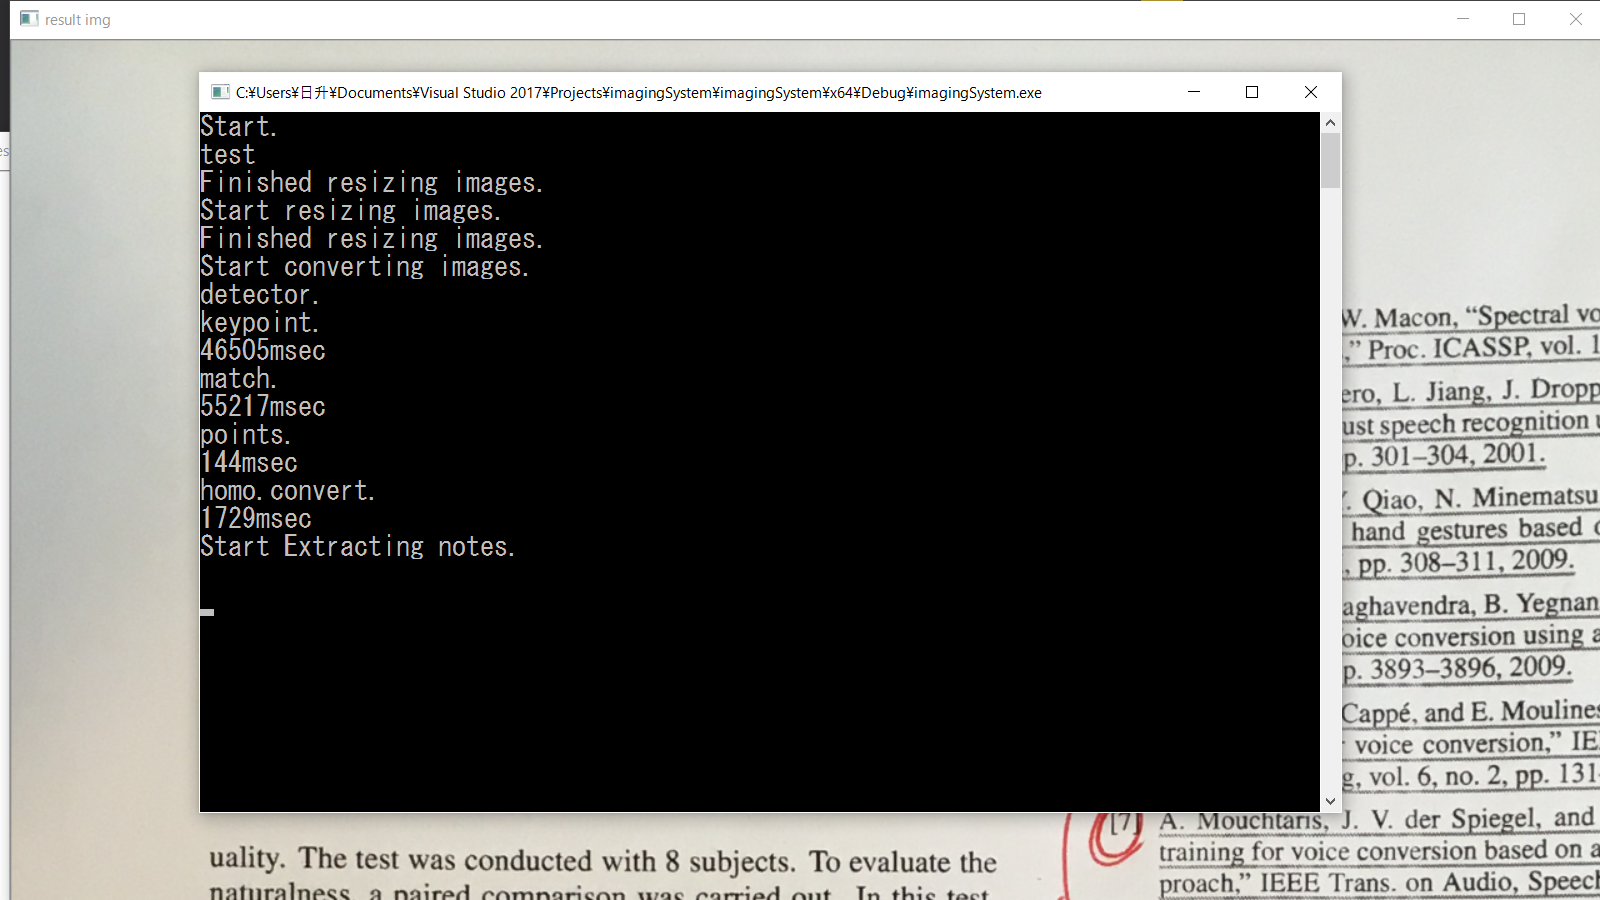 result img
C:¥Users¥日升¥Documents¥Visual Studio 2017¥Projects¥imagingSystem¥imagingSystem¥x64¥Debug¥imagingSystem.exe
Start.
test
Finished resizing images.
Start resizing images.
Finished resizing images.
Start converting images.
detector.
keypoint.
46505msec
match.
55217msec
points.
144msec
homo.convert.
1729msec
Start Extracting notes.
es
W. Macon, “Spectral vo
,” Proc. ICASSP, vol. 1
ero, L. Jiang, J. Dropp
ust speech recognition u
p. 301–304, 2001.
Y. Qiao, N. Minematsu
hand gestures based o
, pp. 308–311, 2009.
aghavendra, B. Yegnan
oice conversion using a
p. 3893–3896, 2009.
Cappé, and E. Moulines
voice conversion,” IEE
g, vol. 6, no. 2, pp. 131
[7] A. Mouchtaris, J. V. der Spiegel, and
training for voice conversion based on a
proach,” IEEE Trans. on Audio, Speech
uality. The test was conducted with 8 subjects. To evaluate the
naturalness, a paired comparison was carried out. In this test,